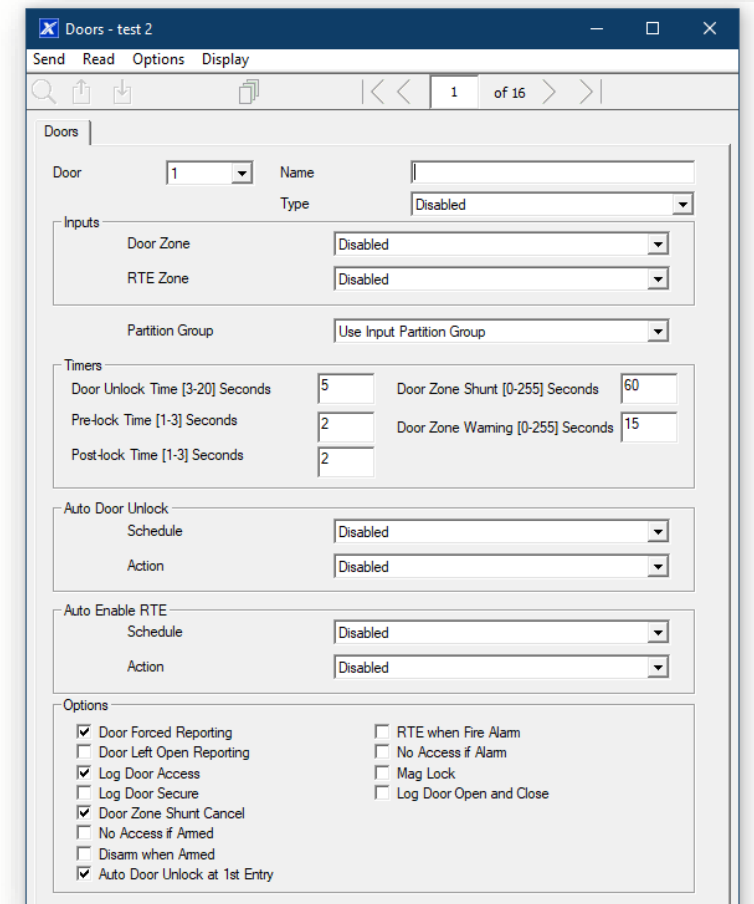 Doors - test 2
Send Read Options Display
1 of 16
Doors
Door 1 Name
Type Disabled
Inputs
Door Zone Disabled
RTE Zone Disabled
Partition Group Use Input Partition Group
Timers
Door Unlock Time [3-20] Seconds 5 Door Zone Shunt [0-255] Seconds 60
Pre-lock Time [1-3] Seconds 2 Door Zone Warning [0-255] Seconds 15
Post-lock Time [1-3] Seconds 2
Auto Door Unlock
Schedule Disabled
Action Disabled
Auto Enable RTE
Schedule Disabled
Action Disabled
Options
Door Forced Reporting RTE when Fire Alarm
Door Left Open Reporting No Access if Alarm
Log Door Access Mag Lock
Log Door Secure Log Door Open and Close
Door Zone Shunt Cancel
No Access if Armed
Disarm when Armed
Auto Door Unlock at 1st Entry